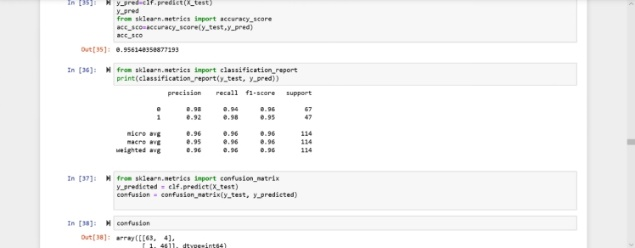 In [35]: y_pred=clf.predict(X_test)
y_pred
from sklearn.metrics import accuracy_score
acc_sco=accuracy_score(y_test,y_pred)
acc_sco
Out[35]: 0.956140350877193
In [36]: from sklearn.metrics import classification_report
print(classification_report(y_test, y_pred))
precision recall f1-score support
0 0.98 0.94 0.96 67
1 0.92 0.98 0.95 47
micro avg 0.96 0.96 0.96 114
macro avg 0.95 0.96 0.96 114
weighted avg 0.96 0.96 0.96 114
In [37]: from sklearn.metrics import confusion_matrix
y_predicted = clf.predict(X_test)
confusion = confusion_matrix(y_test, y_predicted)
In [38]: confusion
Out[38]: array([[63, 4],
[ 1, 46]], dtype=int64)